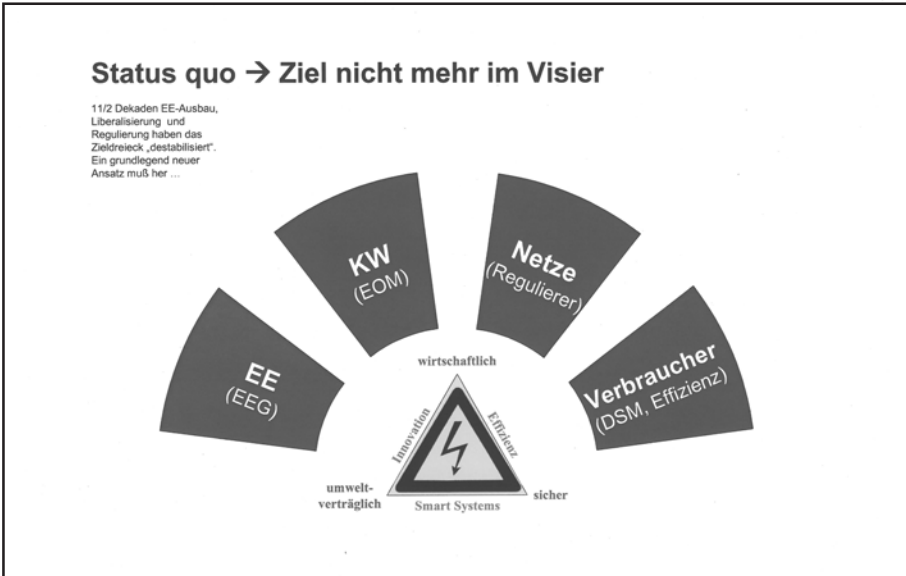 Status quo → Ziel nicht mehr im Visier
11/2 Dekaden EE-Ausbau,
Liberalisierung und
Regulierung haben das
Zieldreieck „destabilisiert“.
Ein grundlegend neuer
Ansatz muß her ...
EE
(EEG)
KW
(EOM)
Netze
(Regulierer)
Verbraucher
(DSM, Effizienz)
wirtschaftlich
Innovation
Effizienz
umwelt-
verträglich
sicher
Smart Systems